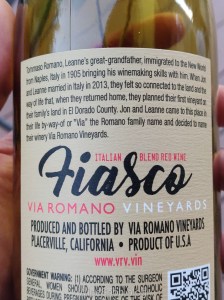 Tommaso Romano, Leanne's great-grandfather, immigrated to the New World
from Naples, Italy in 1905 bringing his winemaking skills with him. When Jon
and Leanne married in Italy in 2013, they felt so connected to the land and the
way of life that, when they returned home, they planted their first vineyard on
their family's land in El Dorado County. Jon and Leanne came to this place in
their life by-way-of or "Via" the Romano family name and decided to name
their winery Via Romano Vineyards.
ITALIAN BLEND RED WINE
Fiasco
VIA ROMANO VINEYARDS
PRODUCED AND BOTTLED BY VIA ROMANO VINEYARDS
PLACERVILLE, CALIFORNIA • PRODUCT OF U.S.A
www.vrv.vin
GOVERNMENT WARNING: (1) ACCORDING TO THE SURGEON
GENERAL, WOMEN SHOULD NOT DRINK ALCOHOLIC
BEVERAGES DURING PREGNANCY BECAUSE OF THE RISK OF